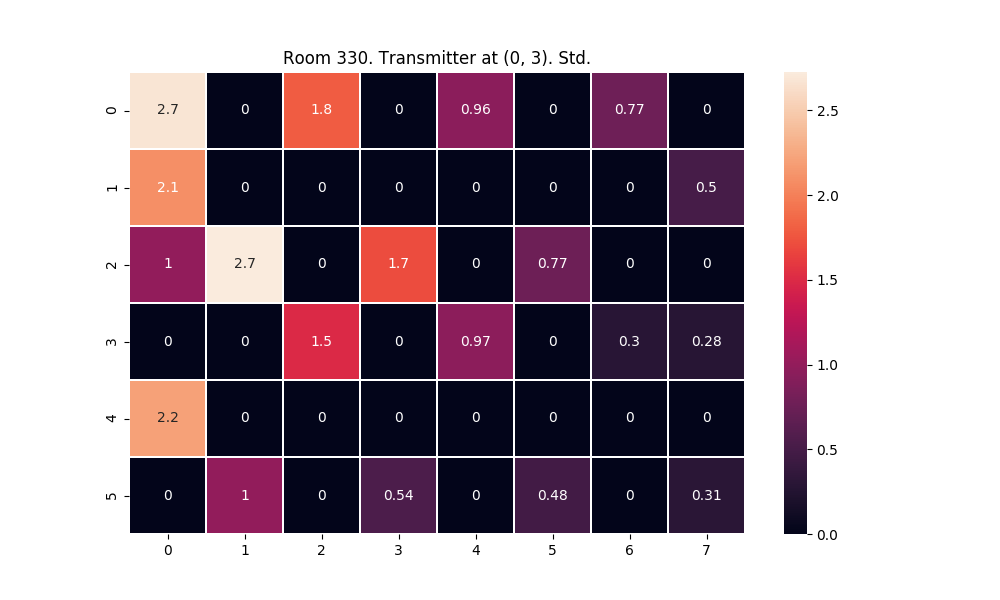 Room 330. Transmitter at (0, 3). Std.
0 2.7 0 1.8 0 0.96 0 0.77 0
1 2.1 0 0 0 0 0 0 0.5
2 1 2.7 0 1.7 0 0.77 0 0
3 0 0 1.5 0 0.97 0 0.3 0.28
4 2.2 0 0 0 0 0 0 0
5 0 1 0 0.54 0 0.48 0 0.31
0 1 2 3 4 5 6 7
2.5
2.0
1.5
1.0
0.5
0.0